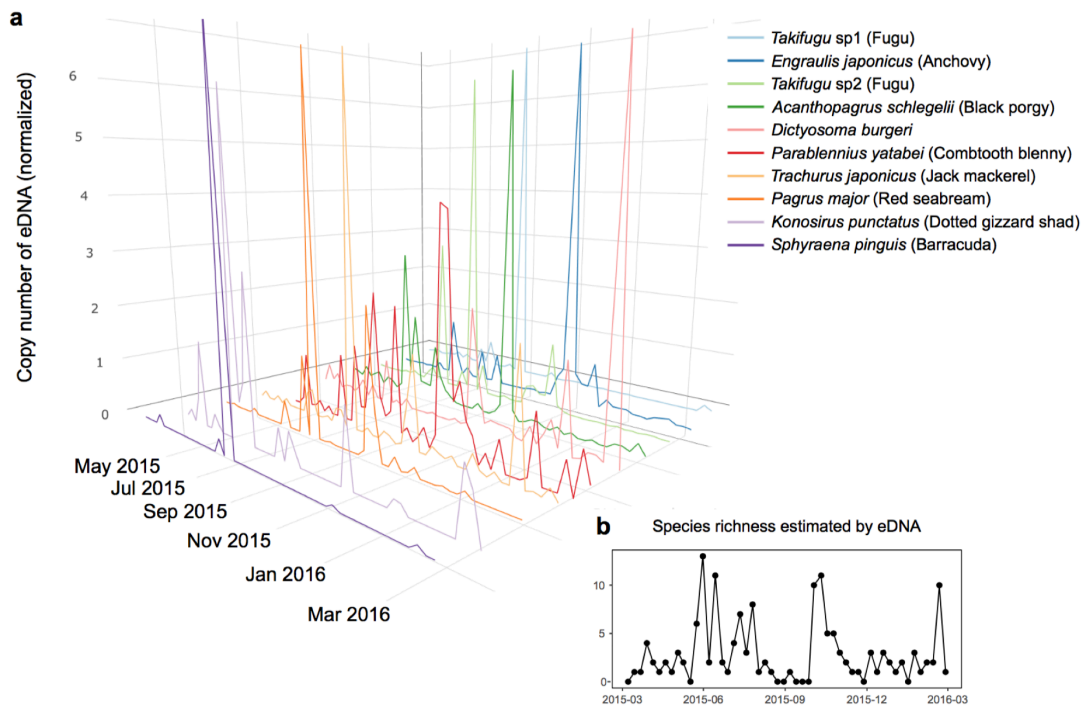 a
Copy number of eDNA (normalized)
6
5
4
3
2
1
0
May 2015
Jul 2015
Sep 2015
Nov 2015
Jan 2016
Mar 2016
Takifugu sp1 (Fugu)
Engraulis japonicus (Anchovy)
Takifugu sp2 (Fugu)
Acanthopagrus schlegelii (Black porgy)
Dictyosoma burgeri
Parablennius yatabei (Combtooth blenny)
Trachurus japonicus (Jack mackerel)
Pagrus major (Red seabream)
Konosirus punctatus (Dotted gizzard shad)
Sphyraena pinguis (Barracuda)
b
Species richness estimated by eDNA
10
5
0
2015-03 2015-06 2015-09 2015-12 2016-03